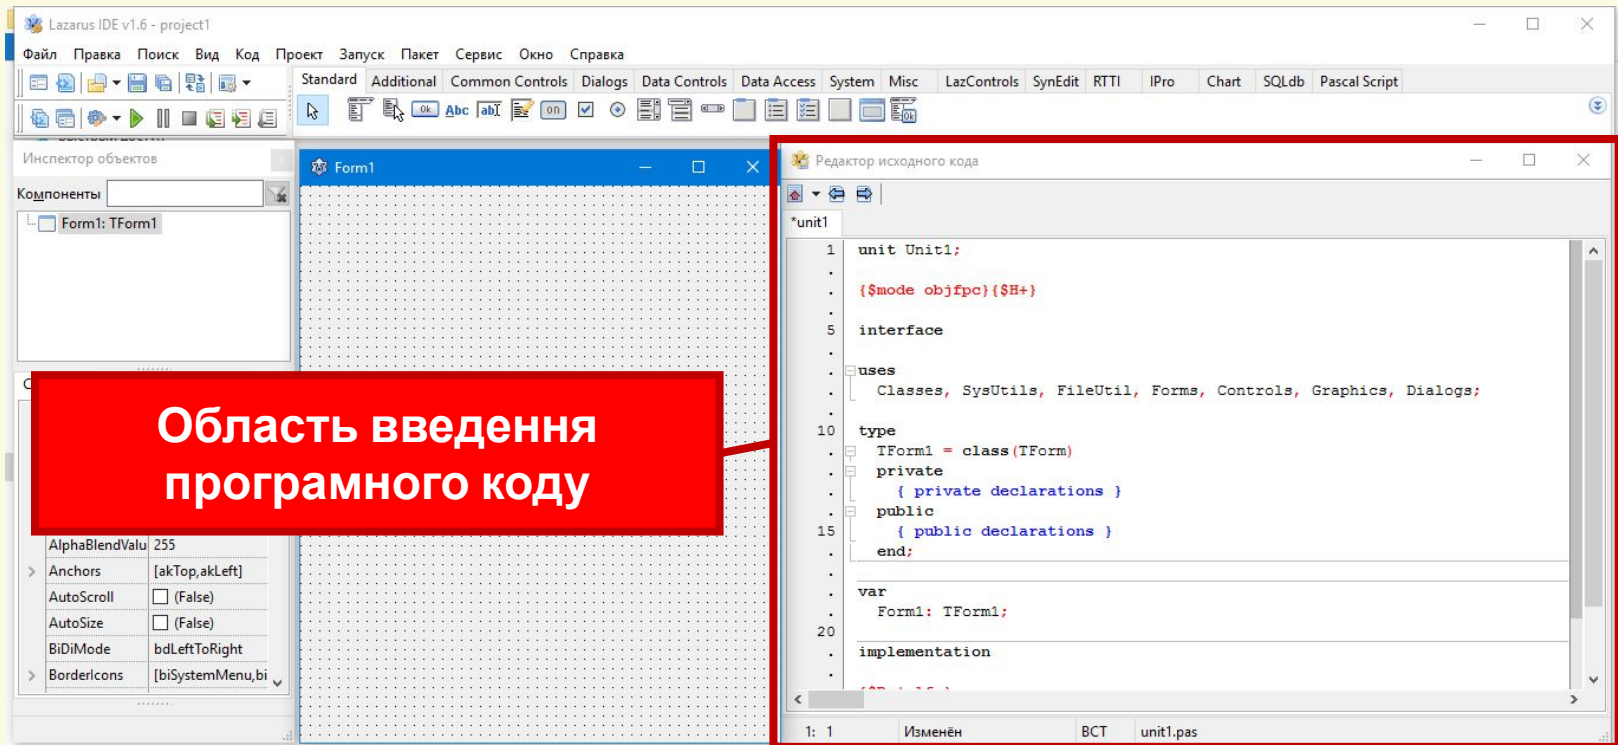 Lazarus IDE v1.6 - project1
Файл Правка Поиск Вид Код Проект Запуск Пакет Сервис Окно Справка
Standard Additional Common Controls Dialogs Data Controls Data Access System Misc LazControls SynEdit RTTI IPro Chart SQLdb Pascal Script
Ok Abc abI on Ok
Инспектор объектов
Компоненты
Form1: TForm1
Form1
Область введення
програмного коду
AlphaBlendValu 255
Anchors [akTop,akLeft]
AutoScroll (False)
AutoSize (False)
BiDiMode bdLeftToRight
BorderIcons [biSystemMenu,bi
Редактор исходного кода
*unit1
1 unit Unit1;
.
. {$mode objfpc}{$H+}
.
5 interface
.
. uses
. Classes, SysUtils, FileUtil, Forms, Controls, Graphics, Dialogs;
.
10 type
. TForm1 = class(TForm)
. private
. { private declarations }
. public
15 { public declarations }
. end;
.
. var
. Form1: TForm1;
20
. implementation
.
1: 1 Изменён ВСТ unit1.pas